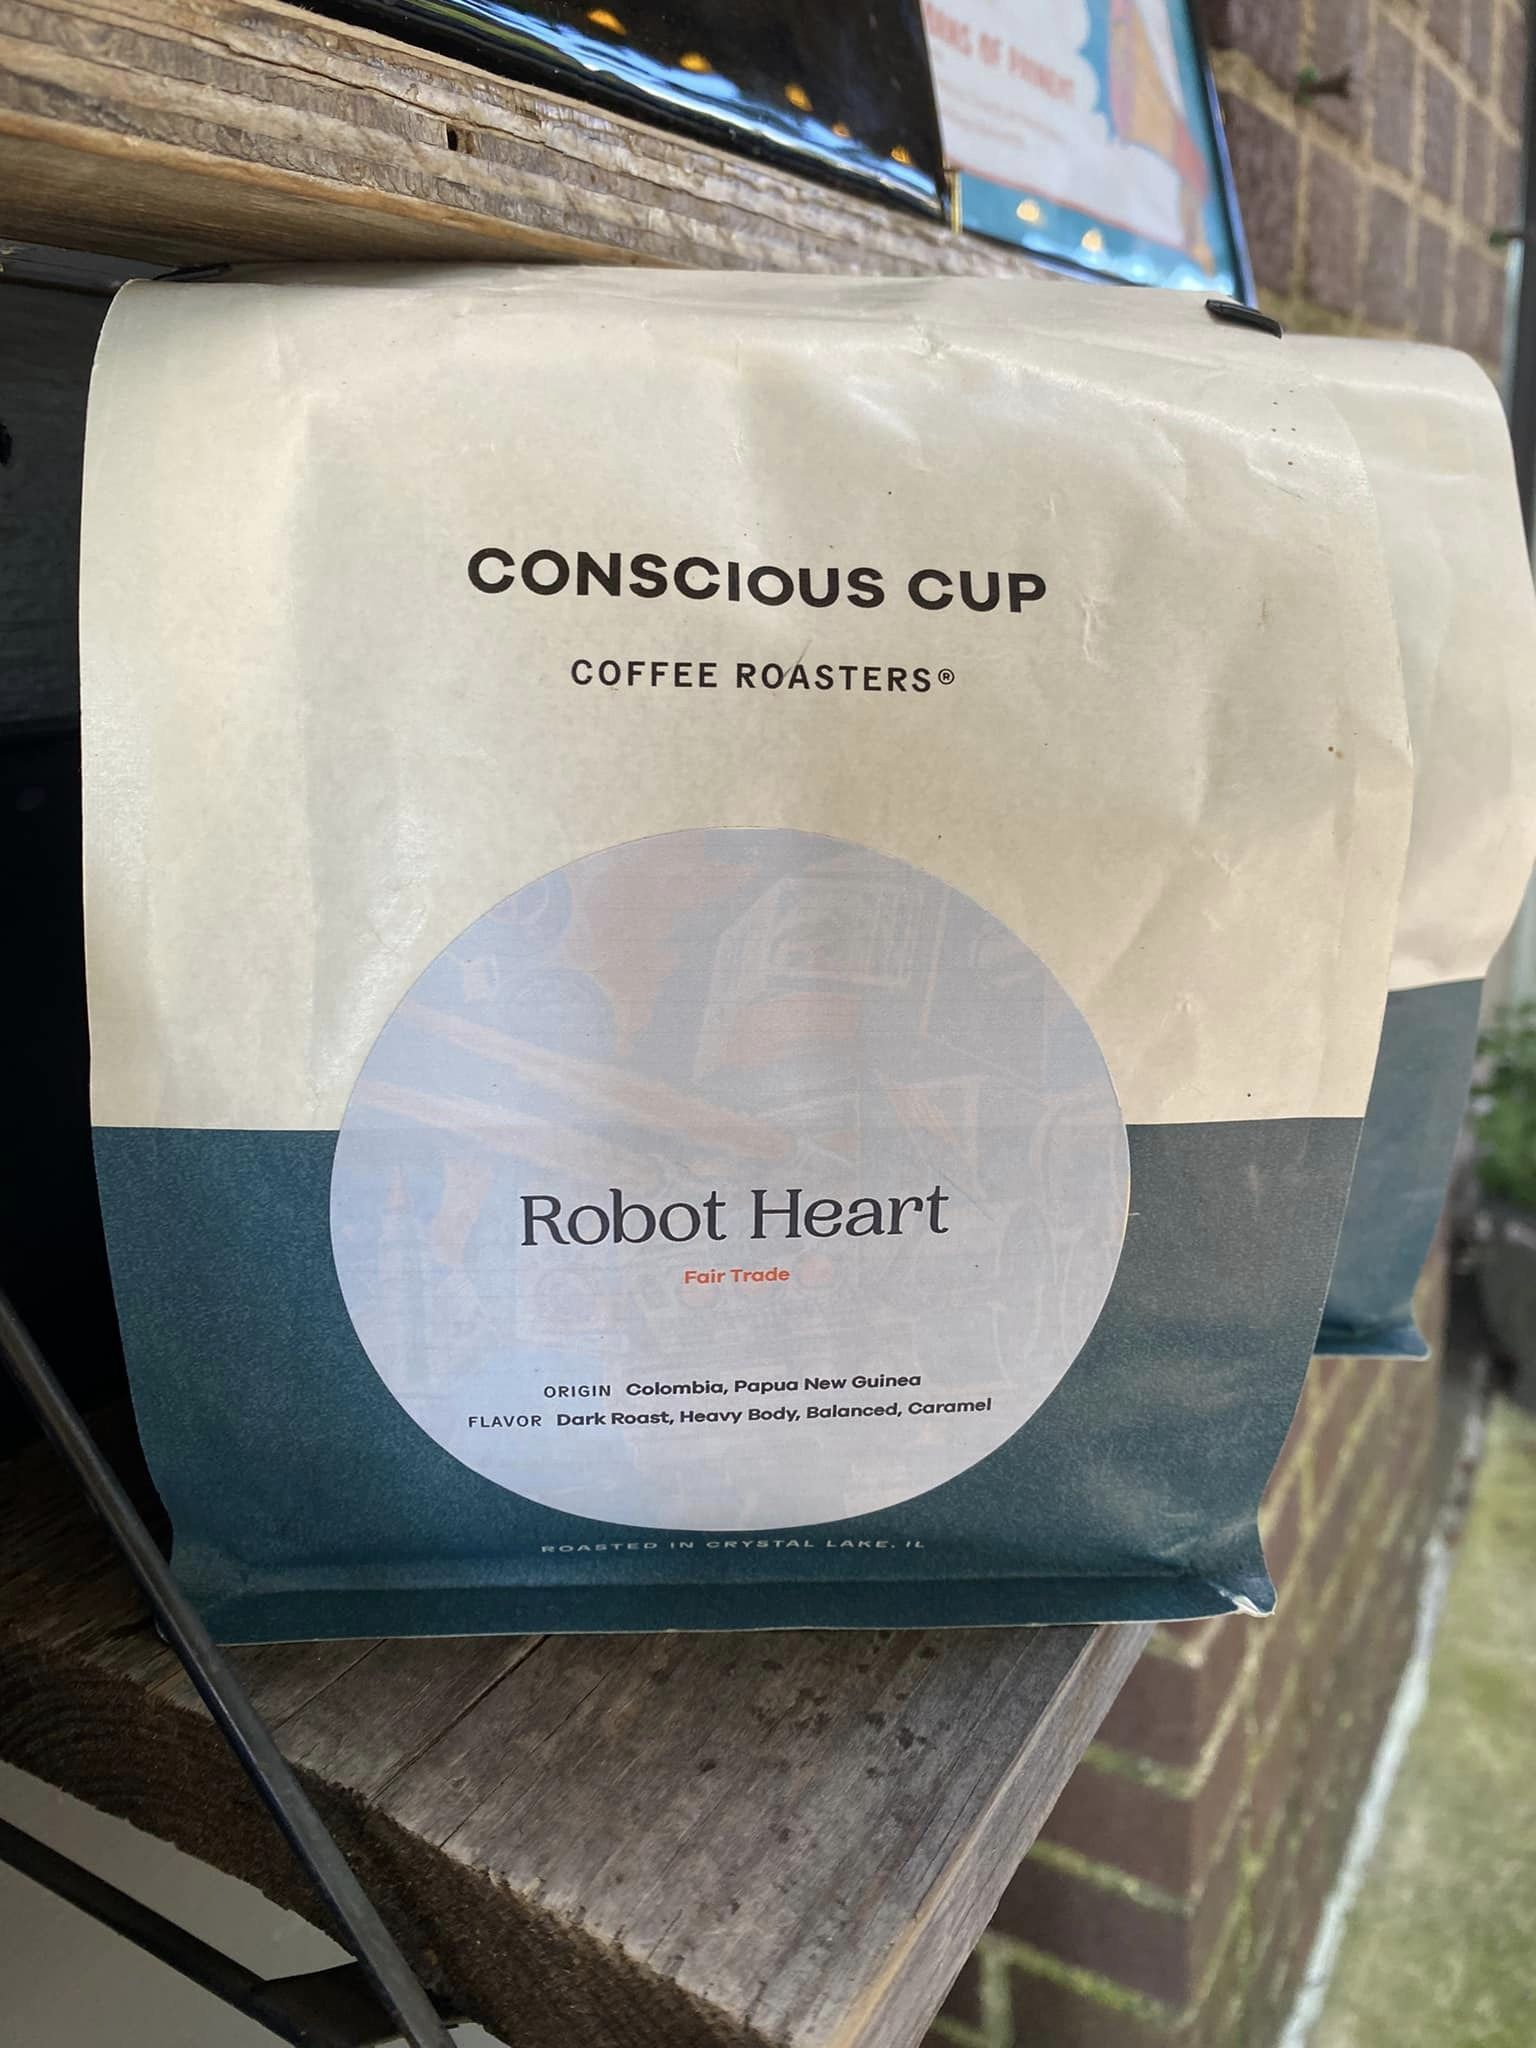 CONSCIOUS CUP
COFFEE ROASTERS®
Robot Heart
Fair Trade
ORIGIN Colombia, Papua New Guinea
FLAVOR Dark Roast, Heavy Body, Balanced, Caramel
ROASTED IN CRYSTAL LAKE, IL